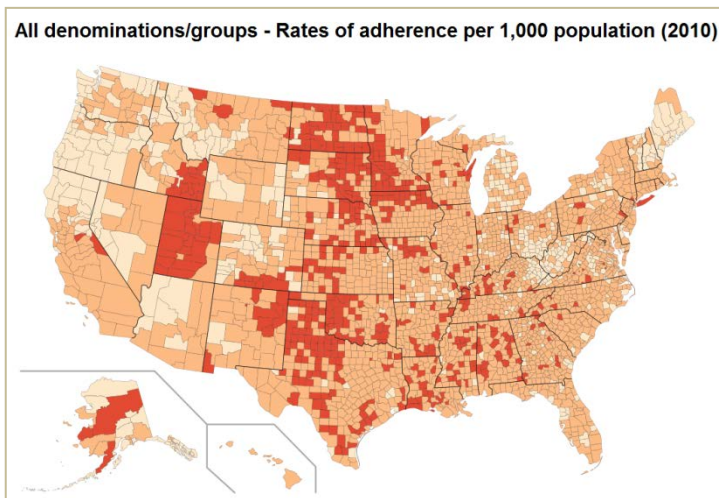 All denominations/groups - Rates of adherence per 1,000 population (2010)